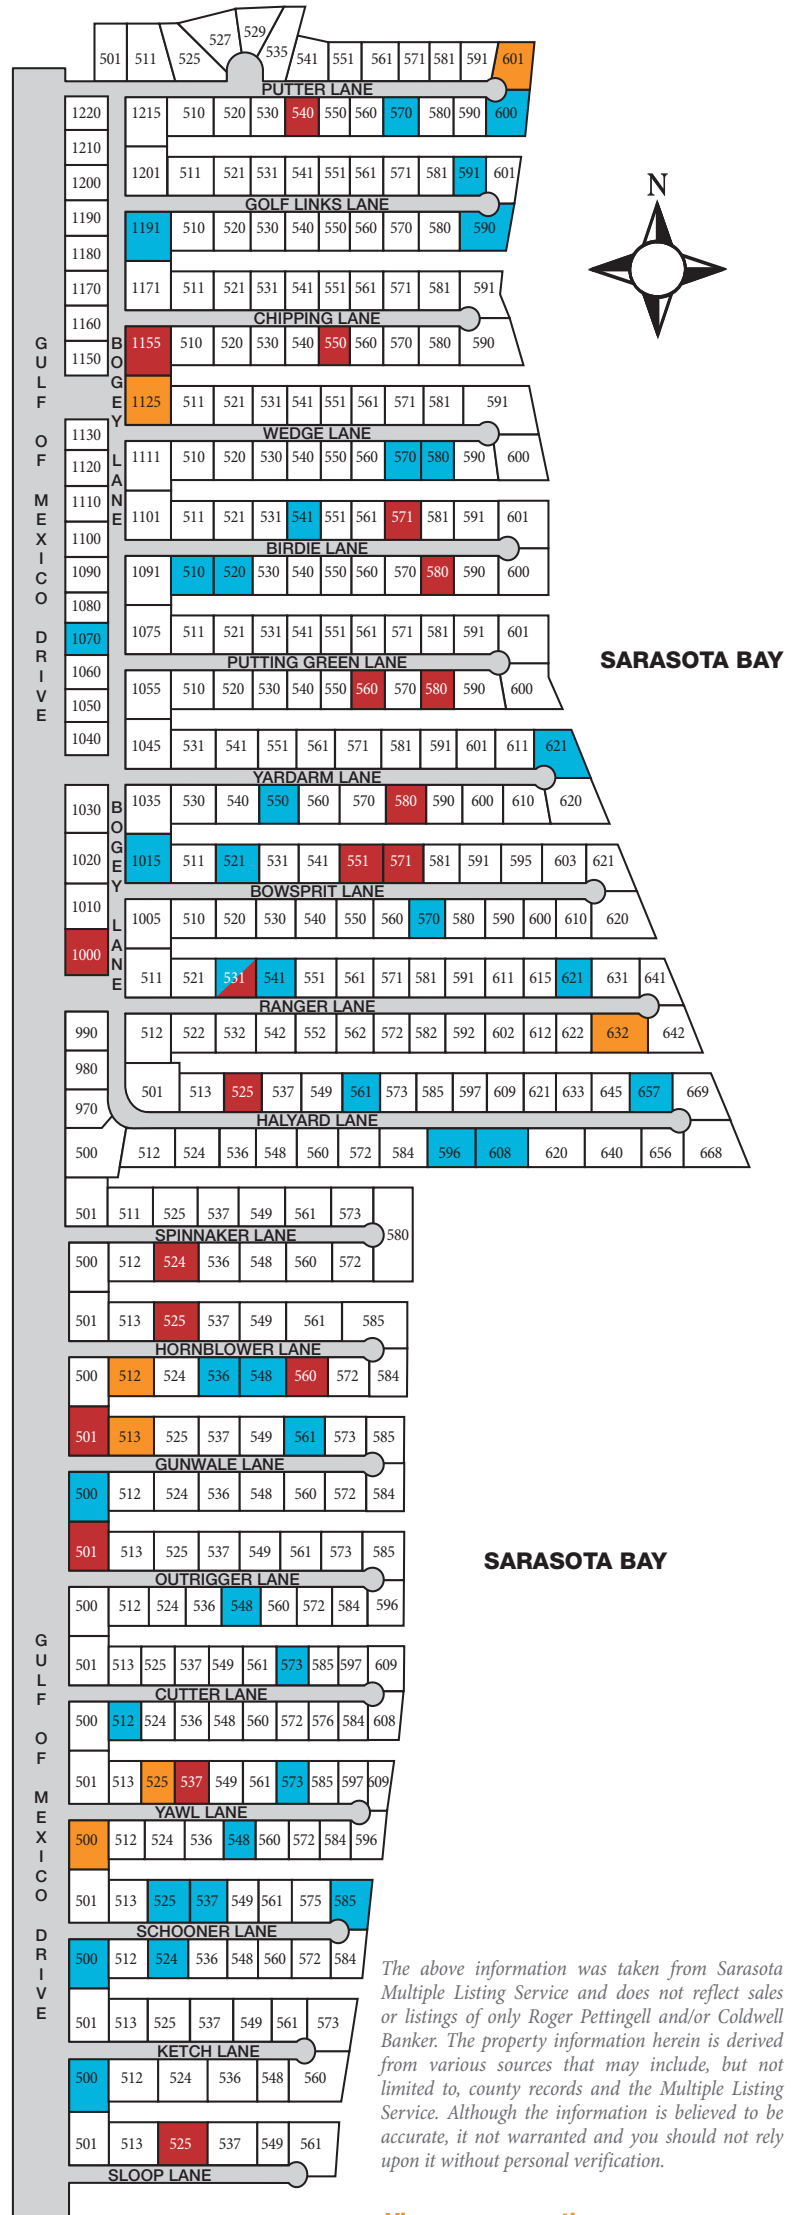 501 511 525 527 529 535 541 551 561 571 581 591 601
PUTTER LANE
1220 1215 510 520 530 540 550 560 570 580 590 600
1210
1200 1201 511 521 531 541 551 561 571 581 591 601
GOLF LINKS LANE
1190 1191 510 520 530 540 550 560 570 580 590
1180
N
1170 1171 511 521 531 541 551 561 571 581 591
CHIPPING LANE
1160
1150 1155 510 520 530 540 550 560 570 580 590
GULF OF MEXICO DRIVE
BOGEY LANE
1125 511 521 531 541 551 561 571 581 591
WEDGE LANE
1130
1120 1111 510 520 530 540 550 560 570 580 590 600
1110 1101 511 521 531 541 551 561 571 581 591 601
1100
BIRDIE LANE
1090 1091 510 520 530 540 550 560 570 580 590 600
1080
1070 1075 511 521 531 541 551 561 571 581 591 601
PUTTING GREEN LANE
SARASOTA BAY
1060
1050 1055 510 520 530 540 550 560 570 580 590 600
1040 1045 531 541 551 561 571 581 591 601 611 621
YARDARM LANE
1030 1035 530 540 550 560 570 580 590 600 610 620
BOGEY LANE
1020 1015 511 521 531 541 551 571 581 591 595 603 621
BOWSPRIT LANE
1010 1005 510 520 530 540 550 560 570 580 590 600 610 620
1000 511 521 531 541 551 561 571 581 591 611 615 621 631 641
RANGER LANE
990 512 522 532 542 552 562 572 582 592 602 612 622 632 642
980
970 501 513 525 537 549 561 573 585 597 609 621 633 645 657 669
HALYARD LANE
500 512 524 536 548 560 572 584 596 608 620 640 656 668
501 511 525 537 549 561 573 580
SPINNAKER LANE
500 512 524 536 548 560 572
501 513 525 537 549 561 585
HORNBLOWER LANE
500 512 524 536 548 560 572 584
501 513 525 537 549 561 573 585
GUNWALE LANE
500 512 524 536 548 560 572 584
501 513 525 537 549 561 573 585
SARASOTA BAY
OUTRIGGER LANE
500 512 524 536 548 560 572 584 596
GULF OF MEXICO DRIVE
501 513 525 537 549 561 573 585 597 609
CUTTER LANE
500 512 524 536 548 560 572 576 584 608
501 513 525 537 549 561 573 585 597 609
YAWL LANE
500 512 524 536 548 560 572 584 596
501 513 525 537 549 561 575 585
SCHOONER LANE
500 512 524 536 548 560 572 584
501 513 525 537 549 561 573
KETCH LANE
500 512 524 536 548 560
501 513 525 537 549 561
SLOOP LANE
The above information was taken from Sarasota
Multiple Listing Service and does not reflect sales
or listings of only Roger Pettingell and/or Coldwell
Banker. The property information herein is derived
from various sources that may include, but not
limited to, county records and the Multiple Listing
Service. Although the information is believed to be
accurate, it not warranted and you should not rely
upon it without personal verification.